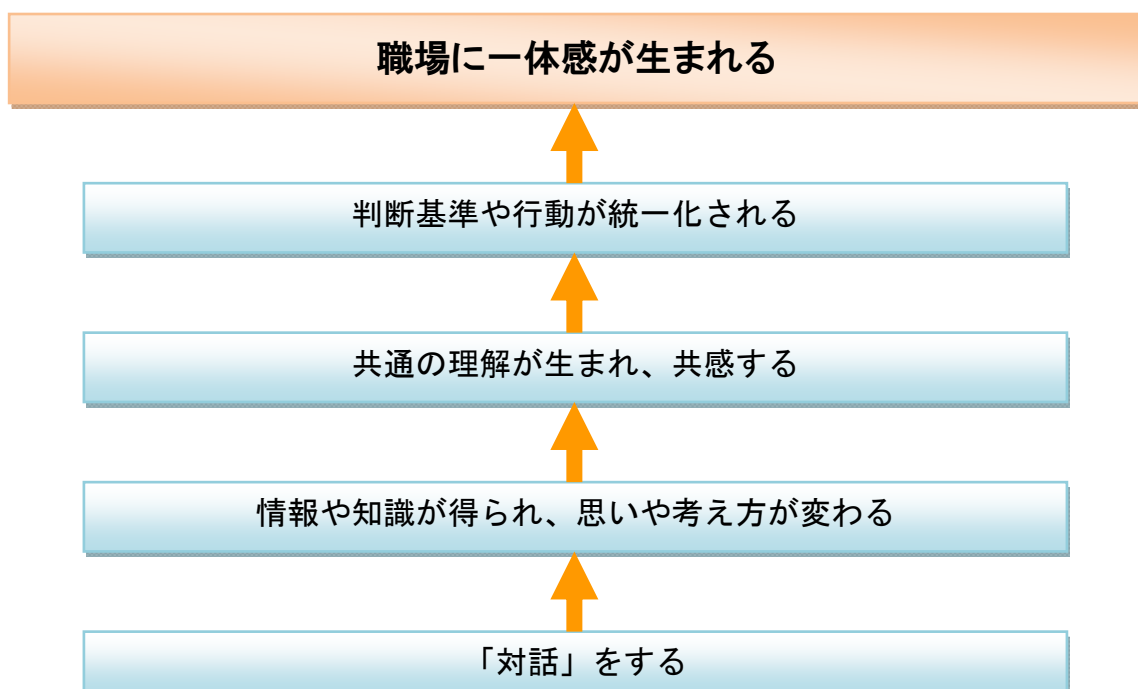 職場に一体感が生まれる
判断基準や行動が統一化される
共通の理解が生まれ、共感する
情報や知識が得られ、思いや考え方が変わる
「対話」をする